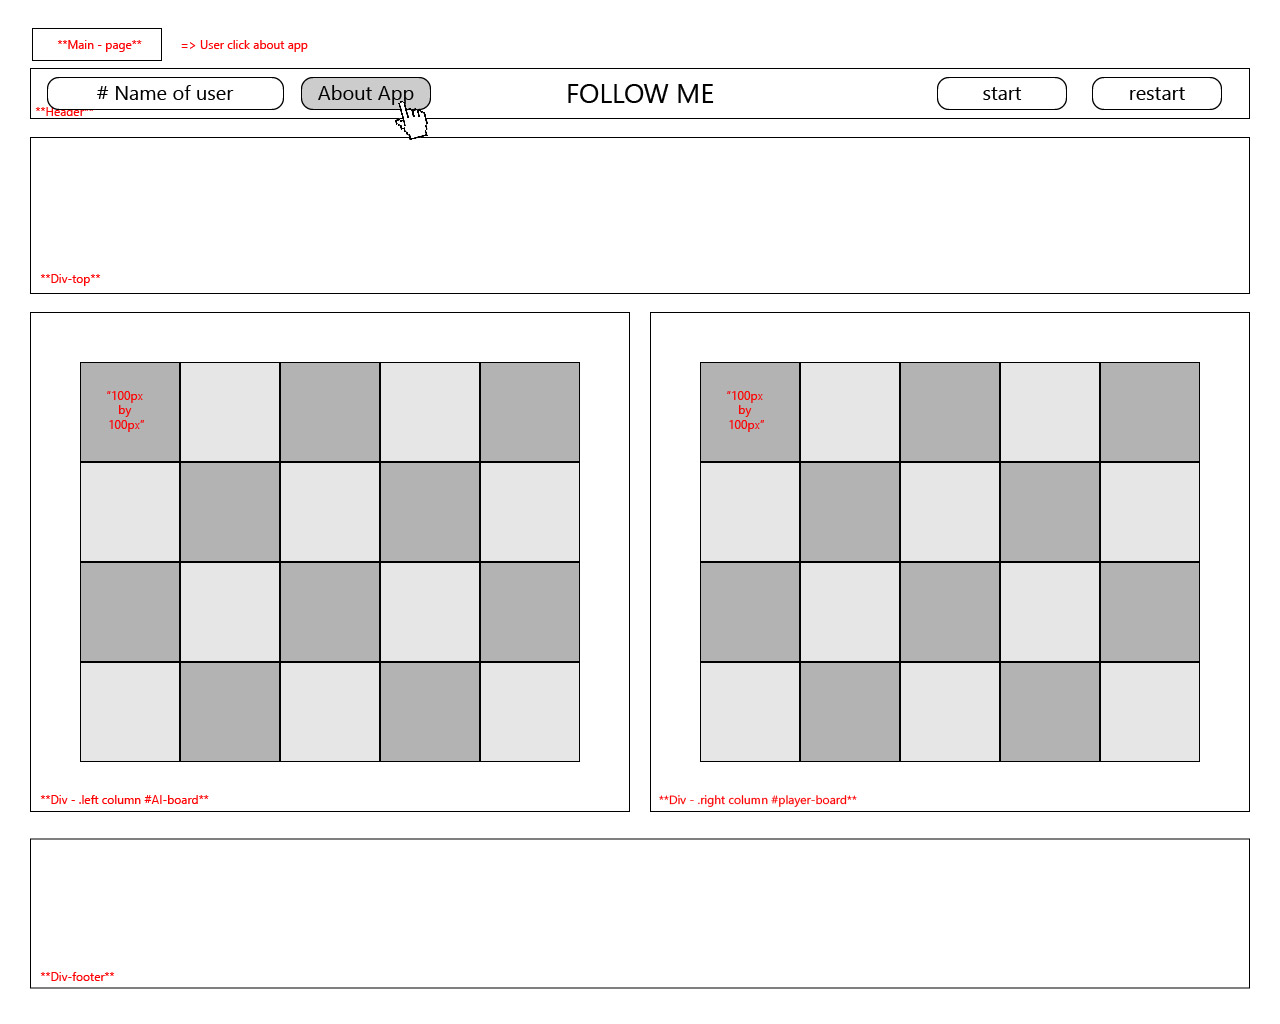 **Main - page**
=> User click about app
# Name of user
About App
FOLLOW ME
start
restart
**Header**
**Div-top**
"100px
by
100px"
"100px
by
100px"
**Div - .left column #AI-board**
**Div - .right column #player-board**
**Div-footer**